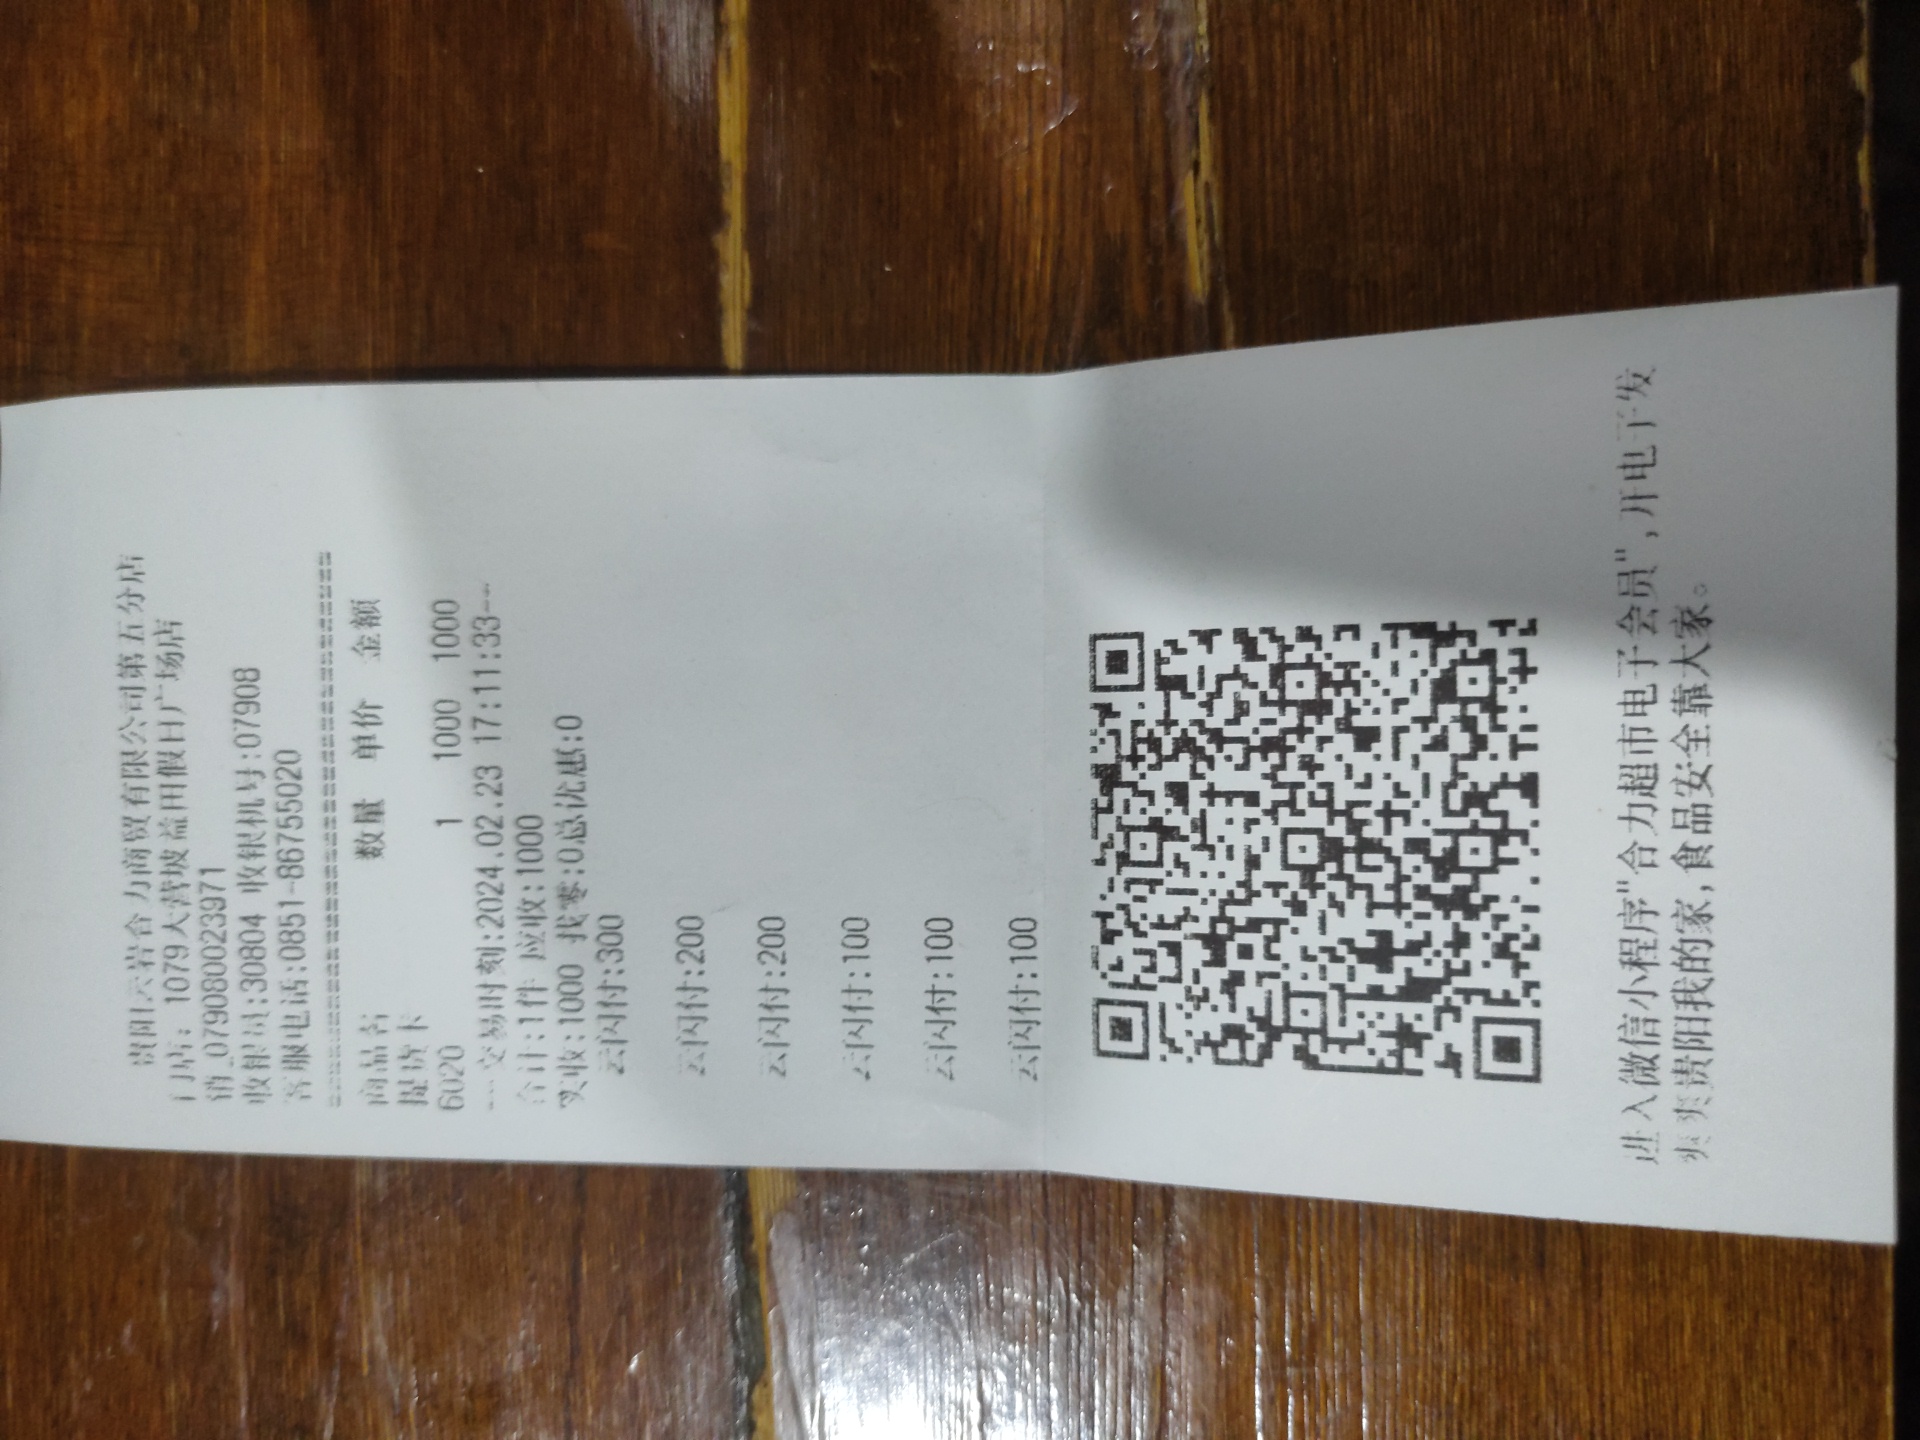 贵阳云岩合力商贸有限公司第五分店
门店: 1079大营坡益田假日广场店
销_0790800023971
收银员:30804 收银机号:07908
客服电话:0851-86755020
商品名 数量 单价 金额
提货卡
6020 1 1000 1000
---交易时刻:2024.02.23 17:11:33---
合计:1件 应收:1000
实收:1000 找零:0总优惠:0
云闪付:300
云闪付:200
云闪付:200
云闪付:100
云闪付:100
云闪付:100
进入微信小程序"合力超市电子会员",开电子发
爽爽贵阳我的家,食品安全靠大家。